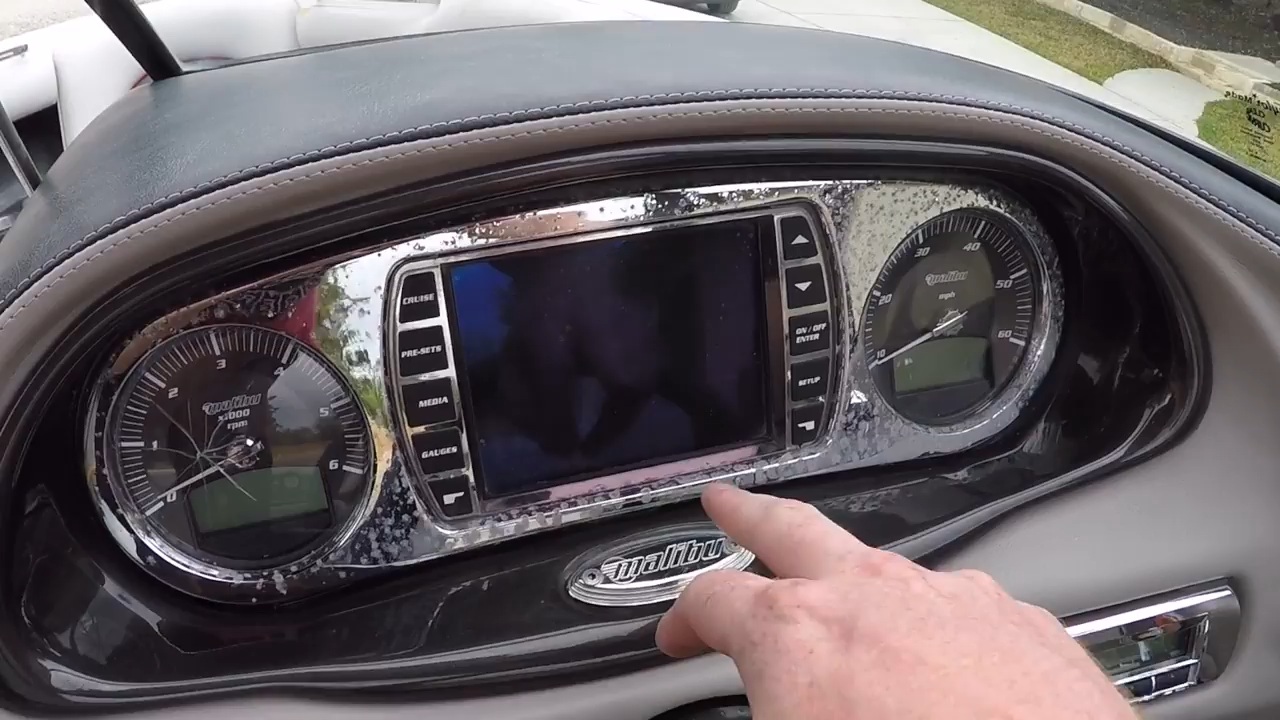 CRUISE
PRE-SETS
MEDIA
GAUGES
ON / OFF
ENTER
SETUP
0
1
2
3
4
5
6
malibu
x1000
rpm
10
20
30
40
50
60
malibu
mph
malibu